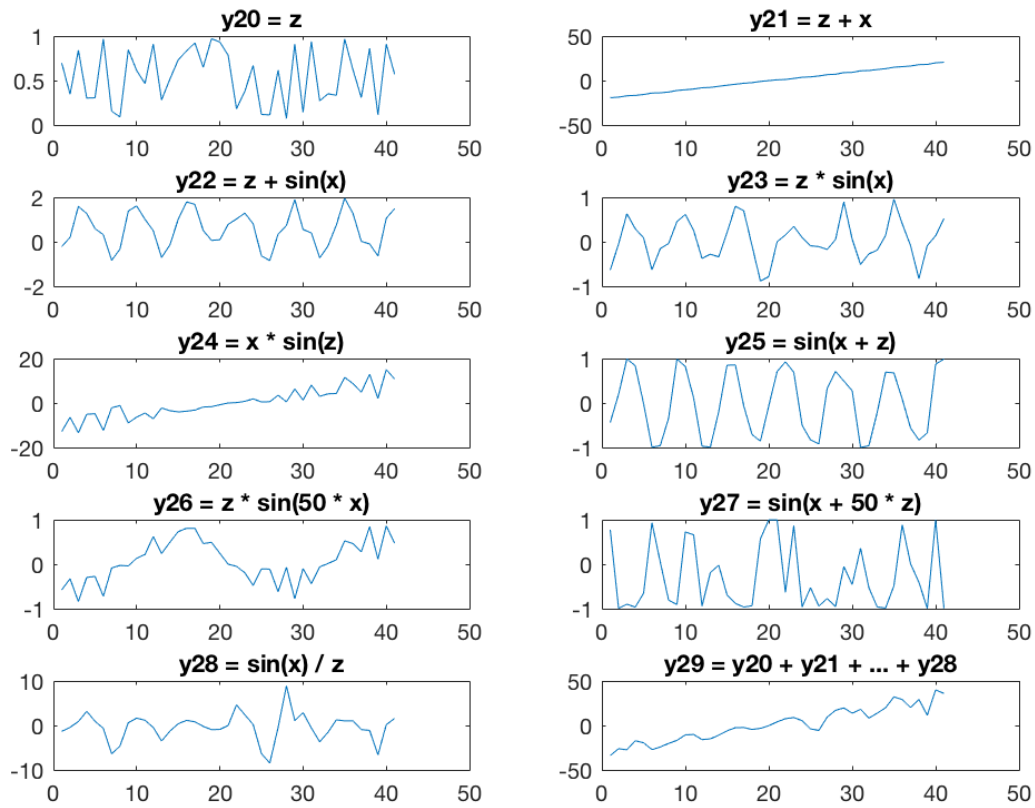 y20 = z
1
0.5
0
0 10 20 30 40 50
y21 = z + x
50
0
-50
0 10 20 30 40 50
y22 = z + sin(x)
2
0
-2
0 10 20 30 40 50
y23 = z * sin(x)
1
0
-1
0 10 20 30 40 50
y24 = x * sin(z)
20
0
-20
0 10 20 30 40 50
y25 = sin(x + z)
1
0
-1
0 10 20 30 40 50
y26 = z * sin(50 * x)
1
0
-1
0 10 20 30 40 50
y27 = sin(x + 50 * z)
1
0
-1
0 10 20 30 40 50
y28 = sin(x) / z
10
0
-10
0 10 20 30 40 50
y29 = y20 + y21 + ... + y28
50
0
-50
0 10 20 30 40 50